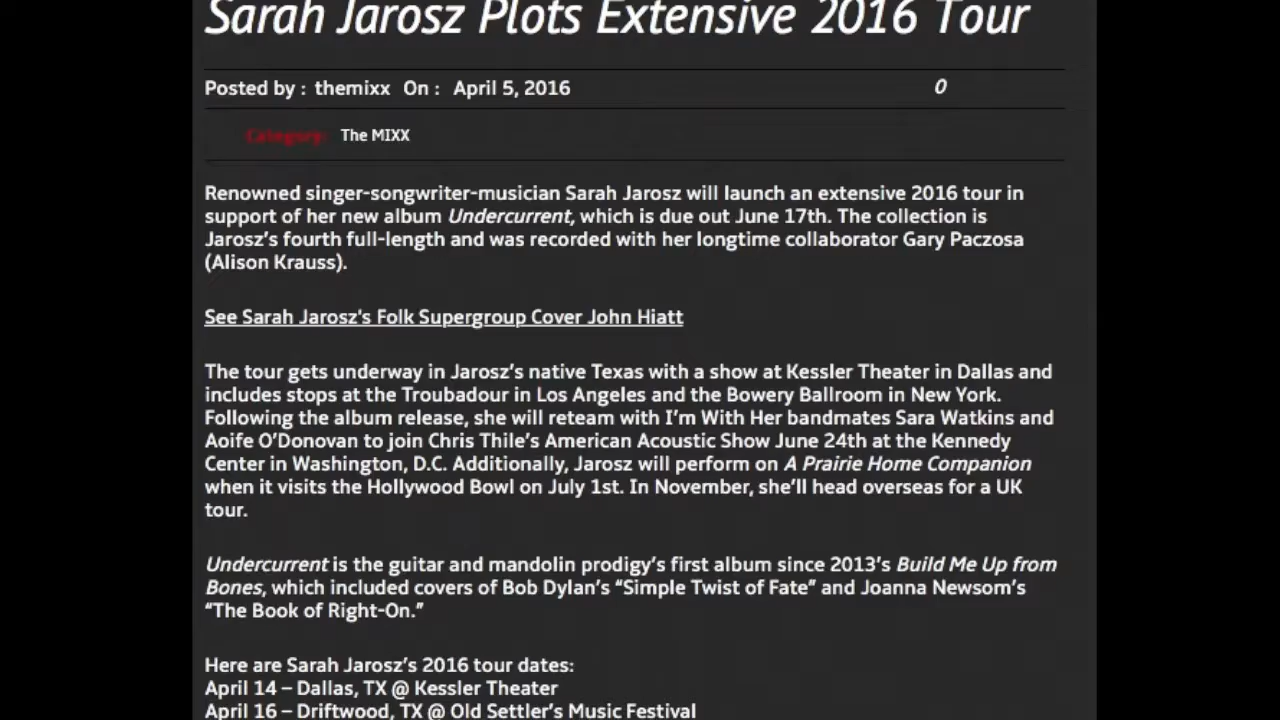 Sarah Jarosz Plots Extensive 2016 Tour
Posted by : themixx On : April 5, 2016 0
Category: The MIXX
Renowned singer-songwriter-musician Sarah Jarosz will launch an extensive 2016 tour in
support of her new album Undercurrent, which is due out June 17th. The collection is
Jarosz’s fourth full-length and was recorded with her longtime collaborator Gary Paczosa
(Alison Krauss).
See Sarah Jarosz's Folk Supergroup Cover John Hiatt
The tour gets underway in Jarosz’s native Texas with a show at Kessler Theater in Dallas and
includes stops at the Troubadour in Los Angeles and the Bowery Ballroom in New York.
Following the album release, she will reteam with I’m With Her bandmates Sara Watkins and
Aoife O’Donovan to join Chris Thile’s American Acoustic Show June 24th at the Kennedy
Center in Washington, D.C. Additionally, Jarosz will perform on A Prairie Home Companion
when it visits the Hollywood Bowl on July 1st. In November, she’ll head overseas for a UK
tour.
Undercurrent is the guitar and mandolin prodigy’s first album since 2013’s Build Me Up from
Bones, which included covers of Bob Dylan’s “Simple Twist of Fate” and Joanna Newsom’s
“The Book of Right-On.”
Here are Sarah Jarosz’s 2016 tour dates:
April 14 – Dallas, TX @ Kessler Theater
April 16 – Driftwood, TX @ Old Settler’s Music Festival